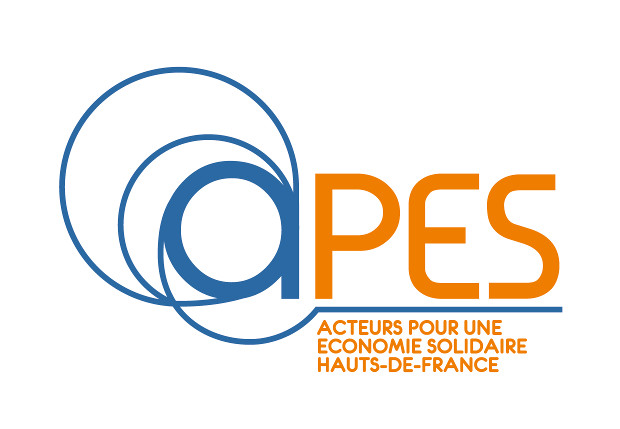 aPES
ACTEURS POUR UNE
ECONOMIE SOLIDAIRE
HAUTS-DE-FRANCE